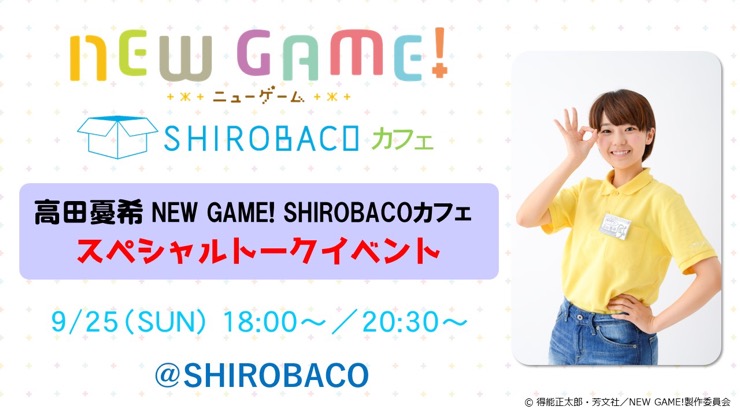 NEW GAME!
ニューゲーム
SHIROBACO カフェ
高田憂希 NEW GAME! SHIROBACOカフェ
スペシャルトークイベント
9/25(SUN) 18:00～／20:30～
@SHIROBACO
© 得能正太郎・芳文社／NEW GAME!製作委員会